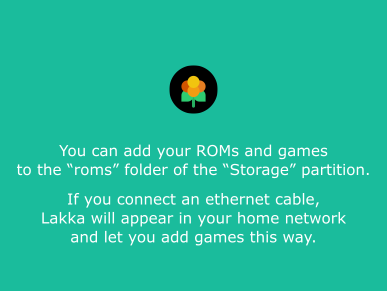 You can add your ROMs and games
to the “roms” folder of the “Storage” partition.
If you connect an ethernet cable,
Lakka will appear in your home network
and let you add games this way.